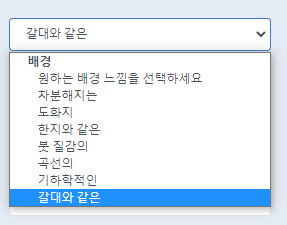 갈대와 같은
배경
원하는 배경 느낌을 선택하세요
차분해지는
도화지
한지와 같은
붓 질감의
곡선의
기하학적인
갈대와 같은